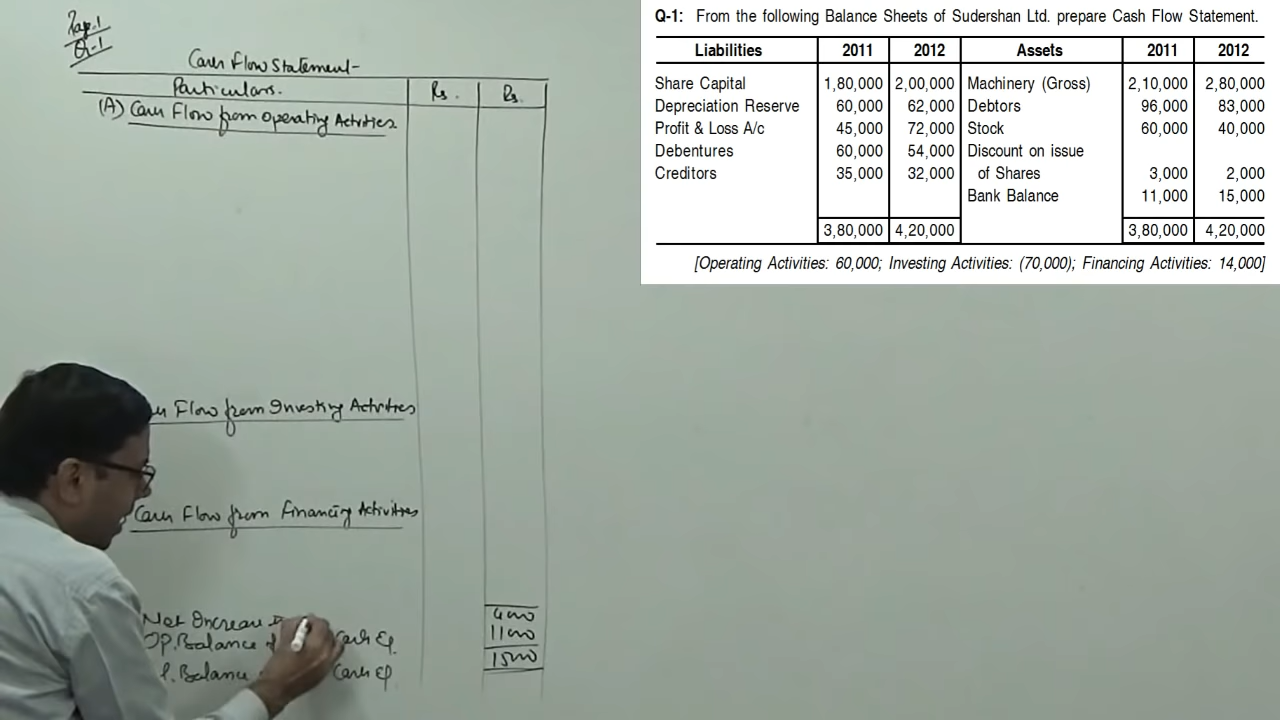 Q-1
Cash Flow Statement-
Particulars. Rs. Rs.
(A) Cash Flow from Operating Activities.
Flow from Investing Activities
Cash Flow from Financing Activities
Net Increase 4000
Op. Balance Cash Eq. 11000
l. Balance Cash Eq 15000
Q-1: From the following Balance Sheets of Sudershan Ltd. prepare Cash Flow Statement.
Liabilities 2011 2012 Assets 2011 2012
Share Capital 1,80,000 2,00,000 Machinery (Gross) 2,10,000 2,80,000
Depreciation Reserve 60,000 62,000 Debtors 96,000 83,000
Profit & Loss A/c 45,000 72,000 Stock 60,000 40,000
Debentures 60,000 54,000 Discount on issue
Creditors 35,000 32,000 of Shares 3,000 2,000
Bank Balance 11,000 15,000
3,80,000 4,20,000 3,80,000 4,20,000
[Operating Activities: 60,000; Investing Activities: (70,000); Financing Activities: 14,000]